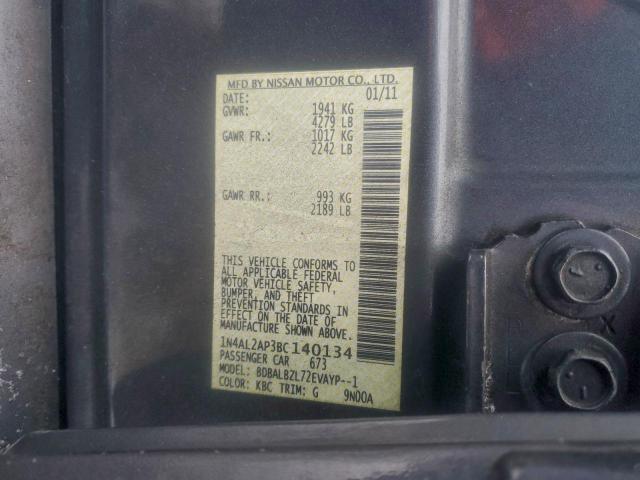 MFD BY NISSAN MOTOR CO., LTD.
DATE: 01/11
GVWR: 1941 KG
4279 LB
GAWR FR.: 1017 KG
2242 LB
GAWR RR.: 993 KG
2189 LB
THIS VEHICLE CONFORMS TO
ALL APPLICABLE FEDERAL
MOTOR VEHICLE SAFETY,
BUMPER, AND THEFT
PREVENTION STANDARDS IN
EFFECT ON THE DATE OF
MANUFACTURE SHOWN ABOVE.
1N4AL2AP3BC140134
PASSENGER CAR 673
MODEL: BDBALBZL72EVAYP--1
COLOR: KBC TRIM: G 9N00A